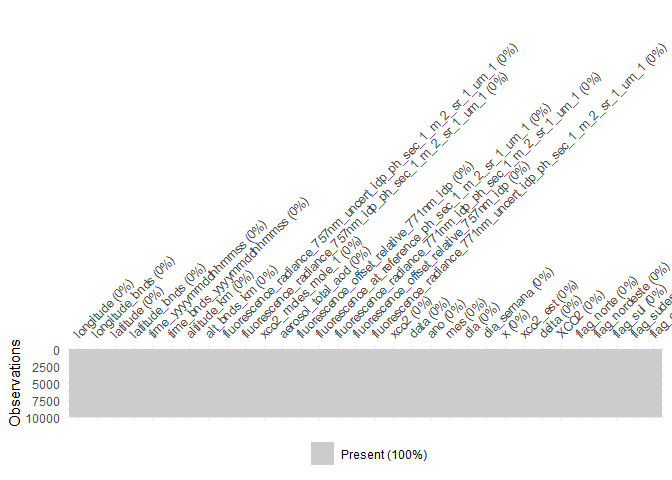 longitude (0%)
longitude_bnds (0%)
latitude (0%)
latitude_bnds (0%)
time_yyyymmddhhmmss (0%)
time_bnds_yyyymmddhhmmss (0%)
altitude_km (0%)
alt_bnds_km (0%)
fluorescence_radiance_757nm_uncert_idp_ph_sec_1_m_2_sr_1_um_1 (0%)
fluorescence_radiance_757nm_idp_ph_sec_1_m_2_sr_1_um_1 (0%)
xco2_moles_mole_1 (0%)
aerosol_total_aod (0%)
fluorescence_offset_relative_771nm_idp (0%)
fluorescence_at_reference_ph_sec_1_m_2_sr_1_um_1 (0%)
fluorescence_radiance_771nm_idp_ph_sec_1_m_2_sr_1_um_1 (0%)
fluorescence_offset_relative_757nm_idp (0%)
fluorescence_radiance_771nm_uncert_idp_ph_sec_1_m_2_sr_1_um_1 (0%)
xco2 (0%)
data (0%)
ano (0%)
mes (0%)
dia (0%)
dia_semana (0%)
x (0%)
xco2_est (0%)
delta (0%)
XCO2 (0%)
flag_norte (0%)
flag_nordeste (0%)
flag_sul (0%)
flag_sude
flag_
Observations
0
2500
5000
7500
10000
Present (100%)